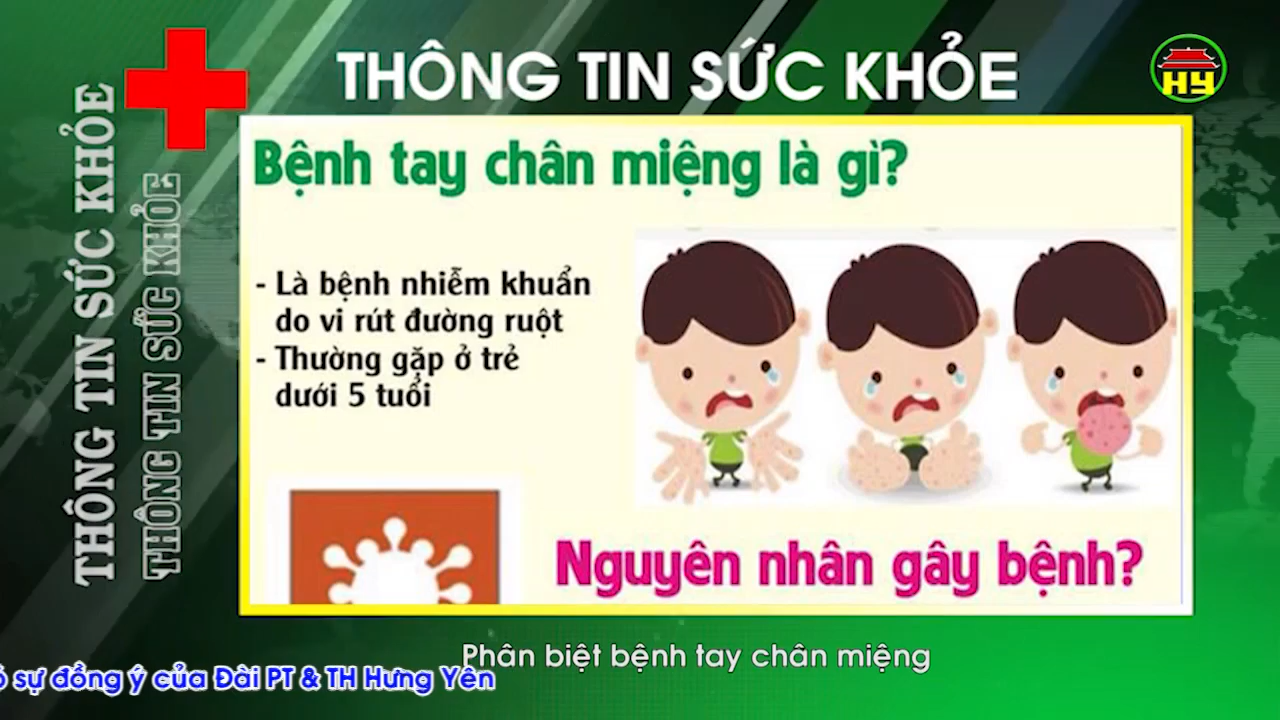 THÔNG TIN SỨC KHỎE
HY
THÔNG TIN SỨC KHỎE
THÔNG TIN SỨC KHỎE
Bệnh tay chân miệng là gì?
- Là bệnh nhiễm khuẩn
do vi rút đường ruột
- Thường gặp ở trẻ
dưới 5 tuổi
Nguyên nhân gây bệnh?
Phân biệt bệnh tay chân miệng
sự đồng ý của Đài PT & TH Hưng Yên